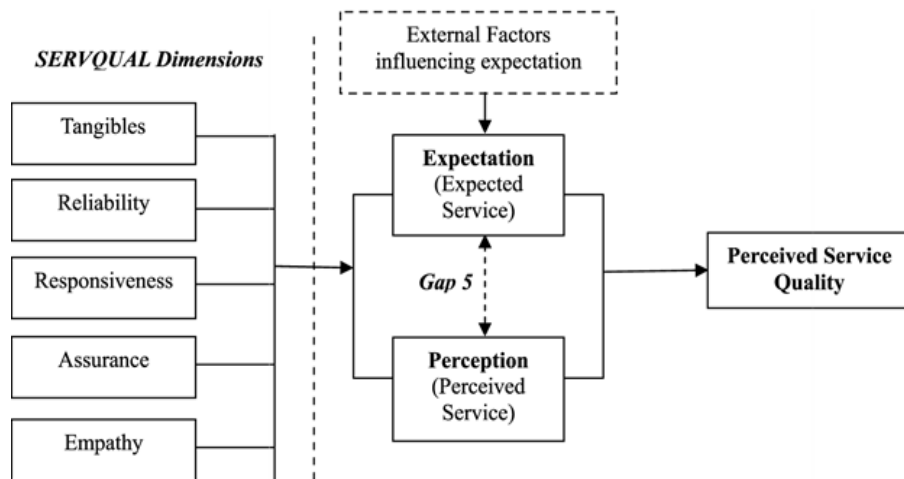 SERVQUAL Dimensions
Tangibles
Reliability
Responsiveness
Assurance
Empathy
External Factors
influencing expectation
Expectation
(Expected
Service)
Gap 5
Perception
(Perceived
Service)
Perceived Service
Quality